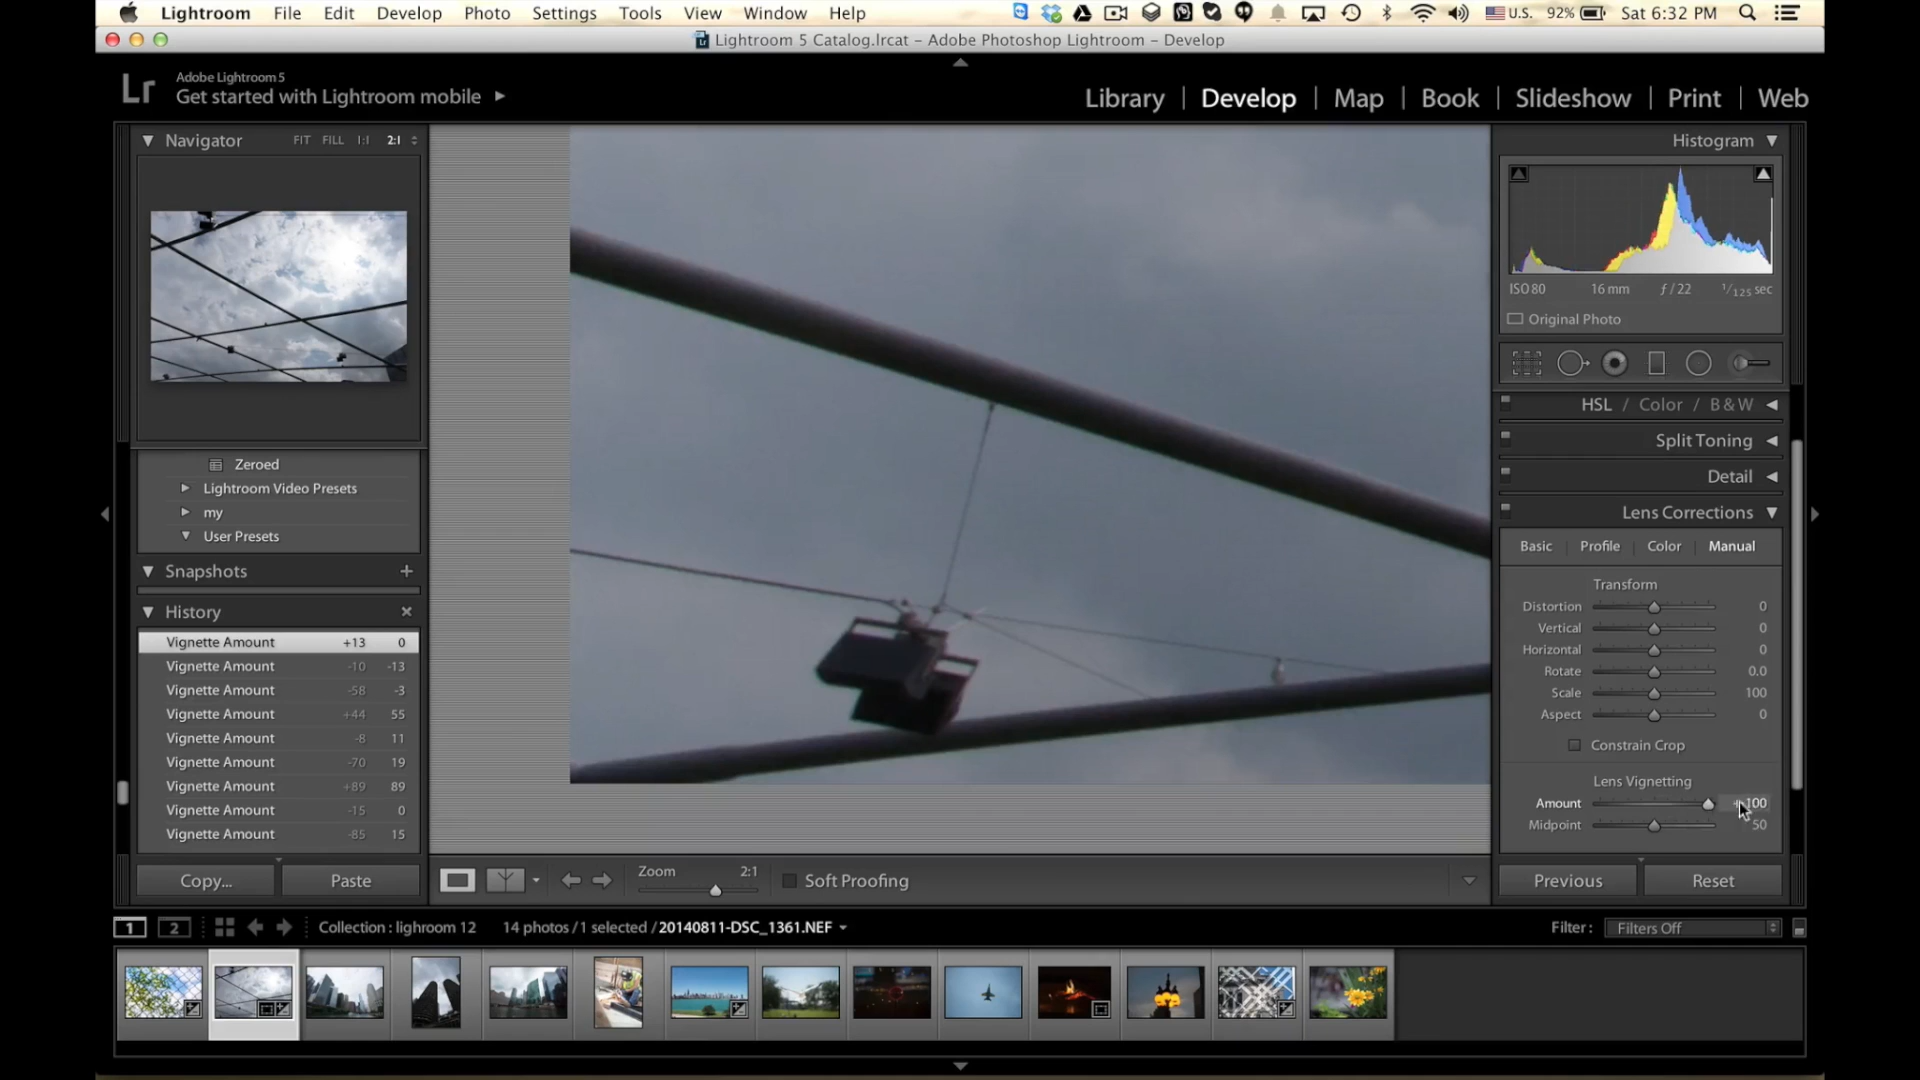 Lightroom File Edit Develop Photo Settings Tools View Window Help U.S. 92% Sat 6:32 PM
Lightroom 5 Catalog.lrcat – Adobe Photoshop Lightroom – Develop
Lr Adobe Lightroom 5
Get started with Lightroom mobile
Library | Develop | Map | Book | Slideshow | Print | Web
Navigator FIT FILL 1:1 2:1
Zeroed
Lightroom Video Presets
my
User Presets
Snapshots
History
Vignette Amount +13 0
Vignette Amount -10 -13
Vignette Amount -58 -3
Vignette Amount +44 55
Vignette Amount -8 11
Vignette Amount -70 19
Vignette Amount +89 89
Vignette Amount -15 0
Vignette Amount -85 15
Copy... Paste
Zoom 2:1 Soft Proofing
Histogram
ISO 80 16 mm ƒ / 22 1/125 sec
Original Photo
HSL / Color / B & W
Split Toning
Detail
Lens Corrections
Basic | Profile | Color | Manual
Transform
Distortion 0
Vertical 0
Horizontal 0
Rotate 0.0
Scale 100
Aspect 0
Constrain Crop
Lens Vignetting
Amount +100
Midpoint 50
Previous Reset
1 2 Collection : lighroom 12 14 photos / 1 selected / 20140811-DSC_1361.NEF Filter : Filters Off